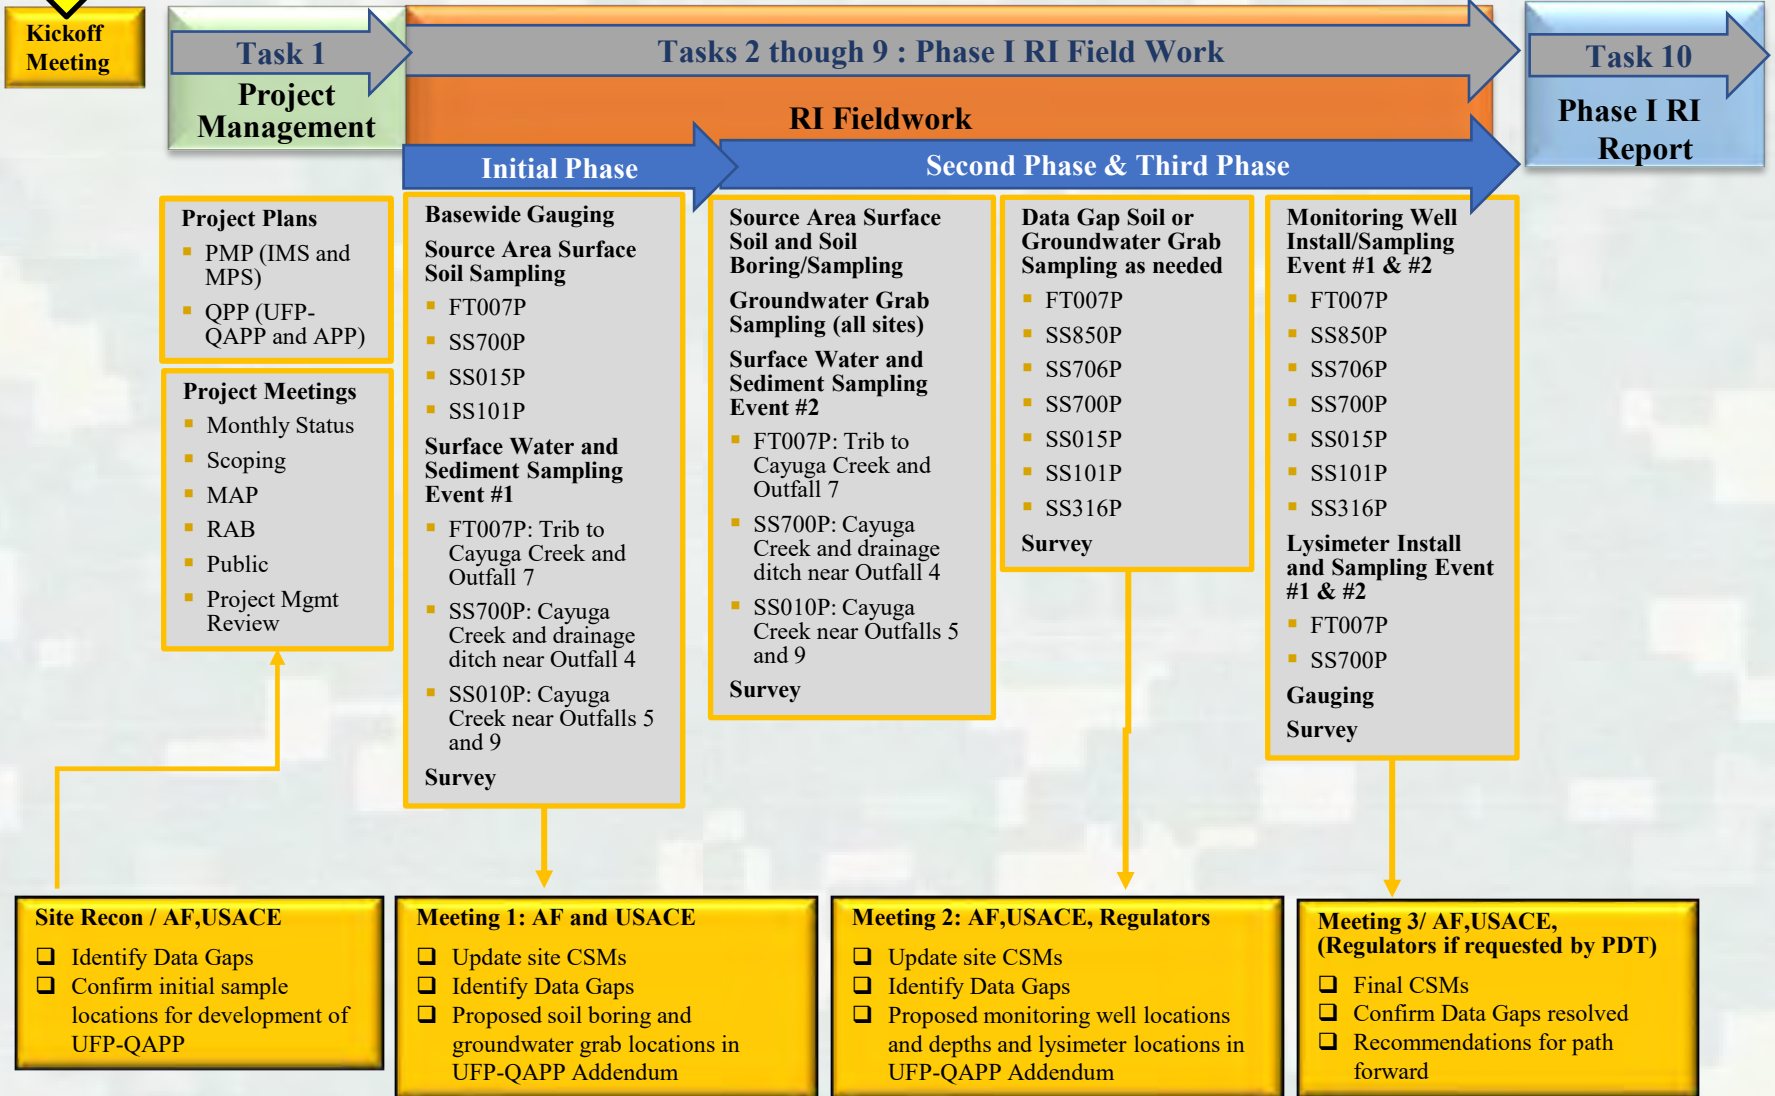 Kickoff
Meeting
Task 1
Project
Management
Tasks 2 though 9 : Phase I RI Field Work
RI Fieldwork
Task 10
Phase I RI
Report
Initial Phase
Second Phase & Third Phase
Project Plans
PMP (IMS and
MPS)
QPP (UFP-
QAPP and APP)
Project Meetings
Monthly Status
Scoping
MAP
RAB
Public
Project Mgmt
Review
Basewide Gauging
Source Area Surface
Soil Sampling
FT007P
SS700P
SS015P
SS101P
Surface Water and
Sediment Sampling
Event #1
FT007P: Trib to
Cayuga Creek and
Outfall 7
SS700P: Cayuga
Creek and drainage
ditch near Outfall 4
SS010P: Cayuga
Creek near Outfalls 5
and 9
Survey
Source Area Surface
Soil and Soil
Boring/Sampling
Groundwater Grab
Sampling (all sites)
Surface Water and
Sediment Sampling
Event #2
FT007P: Trib to
Cayuga Creek and
Outfall 7
SS700P: Cayuga
Creek and drainage
ditch near Outfall 4
SS010P: Cayuga
Creek near Outfalls 5
and 9
Survey
Data Gap Soil or
Groundwater Grab
Sampling as needed
FT007P
SS850P
SS706P
SS700P
SS015P
SS101P
SS316P
Survey
Monitoring Well
Install/Sampling
Event #1 & #2
FT007P
SS850P
SS706P
SS700P
SS015P
SS101P
SS316P
Lysimeter Install
and Sampling Event
#1 & #2
FT007P
SS700P
Gauging
Survey
Site Recon / AF,USACE
Identify Data Gaps
Confirm initial sample
locations for development of
UFP-QAPP
Meeting 1: AF and USACE
Update site CSMs
Identify Data Gaps
Proposed soil boring and
groundwater grab locations in
UFP-QAPP Addendum
Meeting 2: AF,USACE, Regulators
Update site CSMs
Identify Data Gaps
Proposed monitoring well locations
and depths and lysimeter locations in
UFP-QAPP Addendum
Meeting 3/ AF,USACE,
(Regulators if requested by PDT)
Final CSMs
Confirm Data Gaps resolved
Recommendations for path
forward